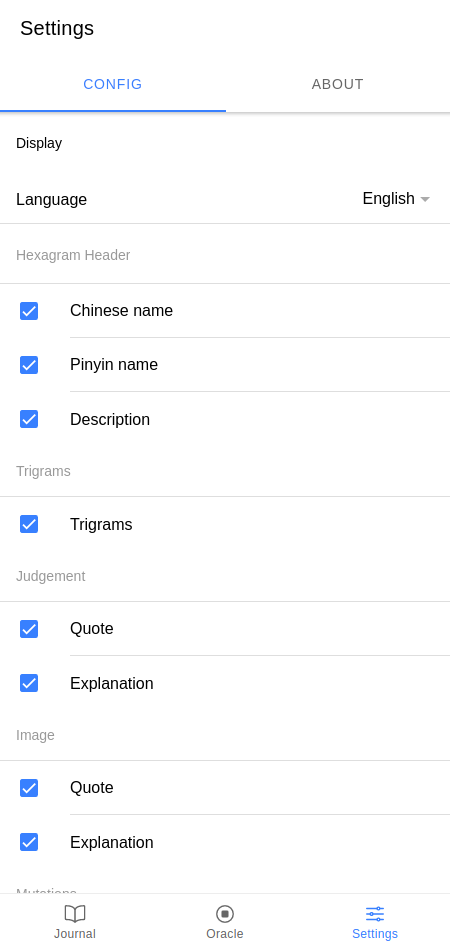 Settings
CONFIG
ABOUT
Display
Language
English
Hexagram Header
Chinese name
Pinyin name
Description
Trigrams
Trigrams
Judgement
Quote
Explanation
Image
Quote
Explanation
Mutations
Journal
Oracle
Settings